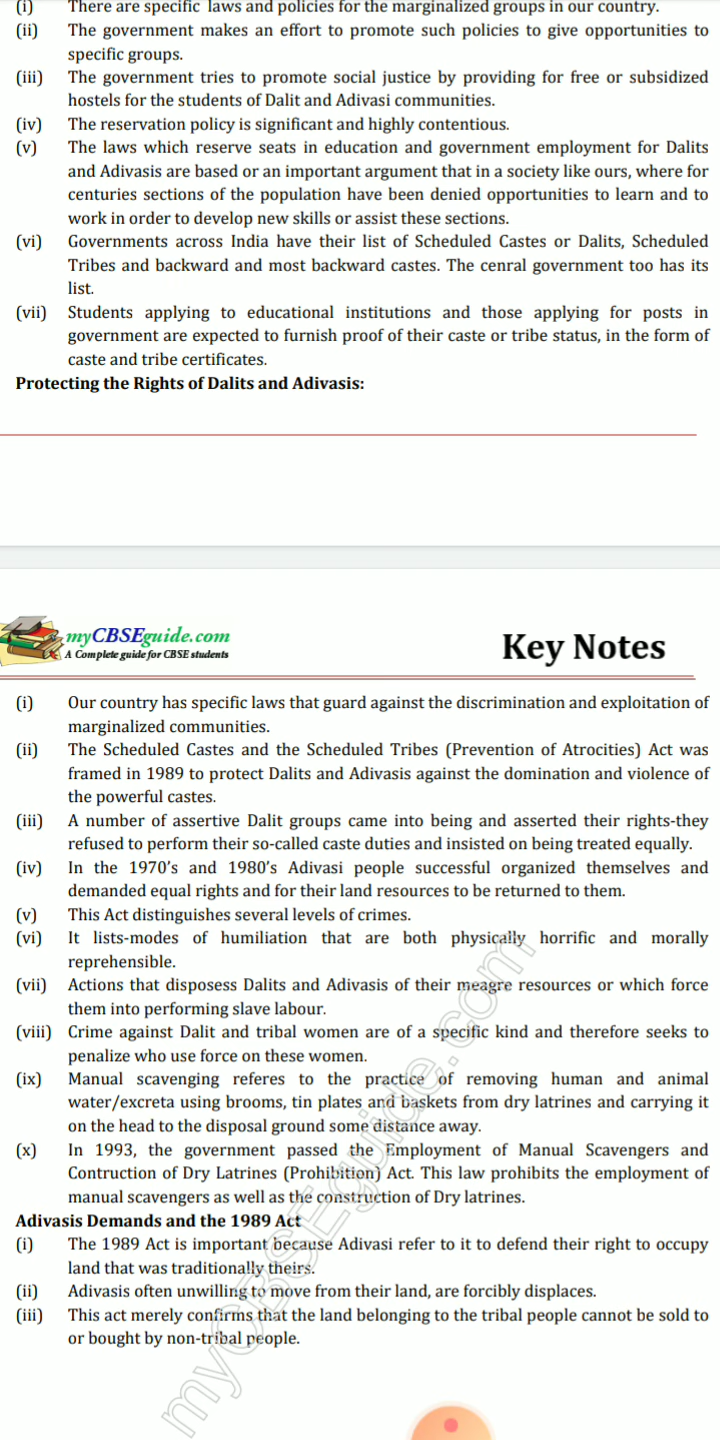 (i) There are specific laws and policies for the marginalized groups in our country.
(ii) The government makes an effort to promote such policies to give opportunities to
specific groups.
(iii) The government tries to promote social justice by providing for free or subsidized
hostels for the students of Dalit and Adivasi communities.
(iv) The reservation policy is significant and highly contentious.
(v) The laws which reserve seats in education and government employment for Dalits
and Adivasis are based or an important argument that in a society like ours, where for
centuries sections of the population have been denied opportunities to learn and to
work in order to develop new skills or assist these sections.
(vi) Governments across India have their list of Scheduled Castes or Dalits, Scheduled
Tribes and backward and most backward castes. The cenral government too has its
list.
(vii) Students applying to educational institutions and those applying for posts in
government are expected to furnish proof of their caste or tribe status, in the form of
caste and tribe certificates.
Protecting the Rights of Dalits and Adivasis:
myCBSEguide.com
A Complete guide for CBSE students
Key Notes
(i) Our country has specific laws that guard against the discrimination and exploitation of
marginalized communities.
(ii) The Scheduled Castes and the Scheduled Tribes (Prevention of Atrocities) Act was
framed in 1989 to protect Dalits and Adivasis against the domination and violence of
the powerful castes.
(iii) A number of assertive Dalit groups came into being and asserted their rights-they
refused to perform their so-called caste duties and insisted on being treated equally.
(iv) In the 1970's and 1980's Adivasi people successful organized themselves and
demanded equal rights and for their land resources to be returned to them.
(v) This Act distinguishes several levels of crimes.
(vi) It lists-modes of humiliation that are both physically horrific and morally
reprehensible.
(vii) Actions that disposess Dalits and Adivasis of their meagre resources or which force
them into performing slave labour.
(viii) Crime against Dalit and tribal women are of a specific kind and therefore seeks to
penalize who use force on these women.
(ix) Manual scavenging referes to the practice of removing human and animal
water/excreta using brooms, tin plates and baskets from dry latrines and carrying it
on the head to the disposal ground some distance away.
(x) In 1993, the government passed the Employment of Manual Scavengers and
Contruction of Dry Latrines (Prohibition) Act. This law prohibits the employment of
manual scavengers as well as the construction of Dry latrines.
Adivasis Demands and the 1989 Act
(i) The 1989 Act is important because Adivasi refer to it to defend their right to occupy
land that was traditionally theirs.
(ii) Adivasis often unwilling to move from their land, are forcibly displaces.
(iii) This act merely confirms that the land belonging to the tribal people cannot be sold to
or bought by non-tribal people.
myCBSEguide.com